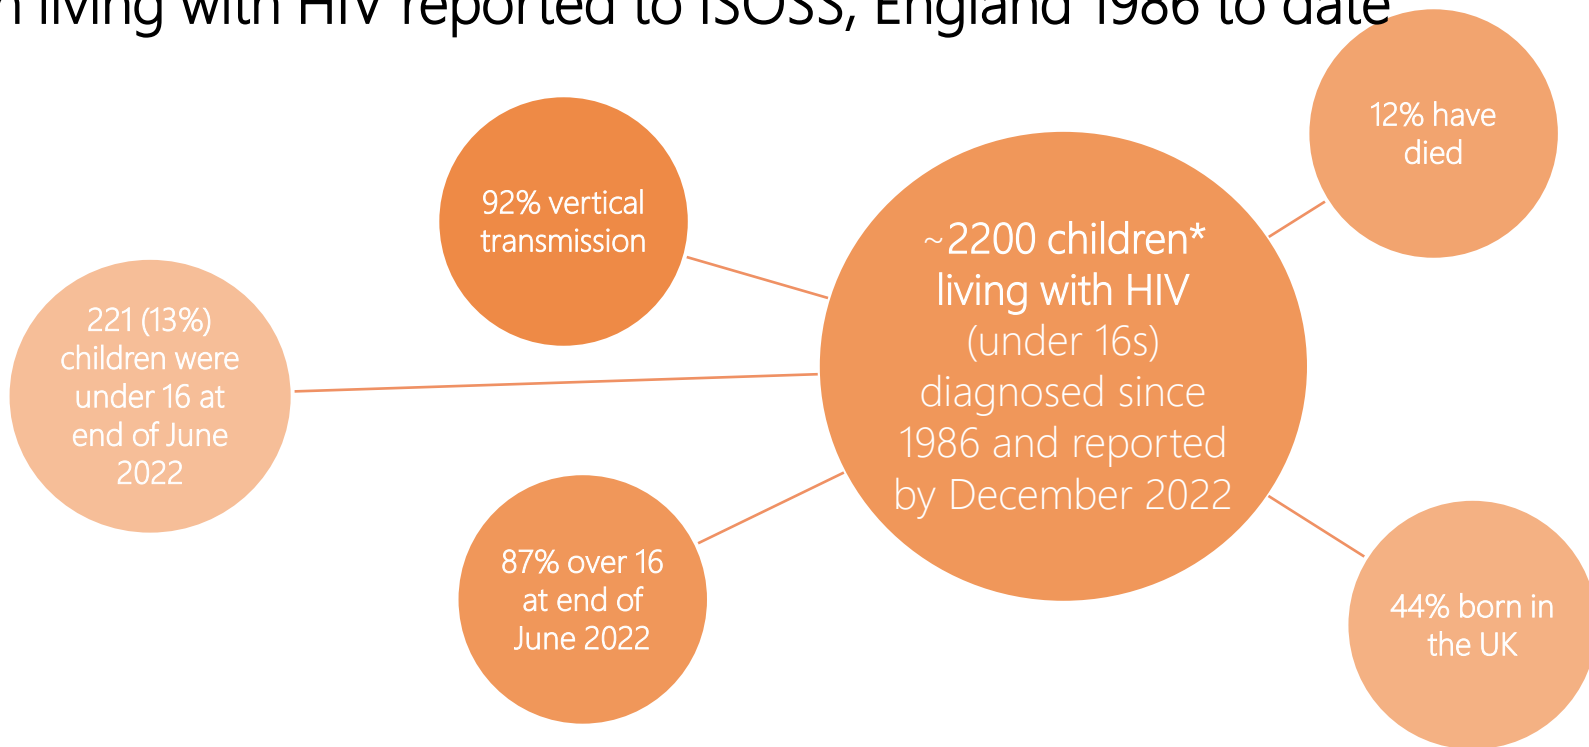 living with HIV reported to ISOSS, England 1986 to date
12% have
died
92% vertical
transmission
~2200 children*
living with HIV
(under 16s)
diagnosed since
1986 and reported
by December 2022
221 (13%)
children were
under 16 at
end of June
2022
87% over 16
at end of
June 2022
44% born in
the UK